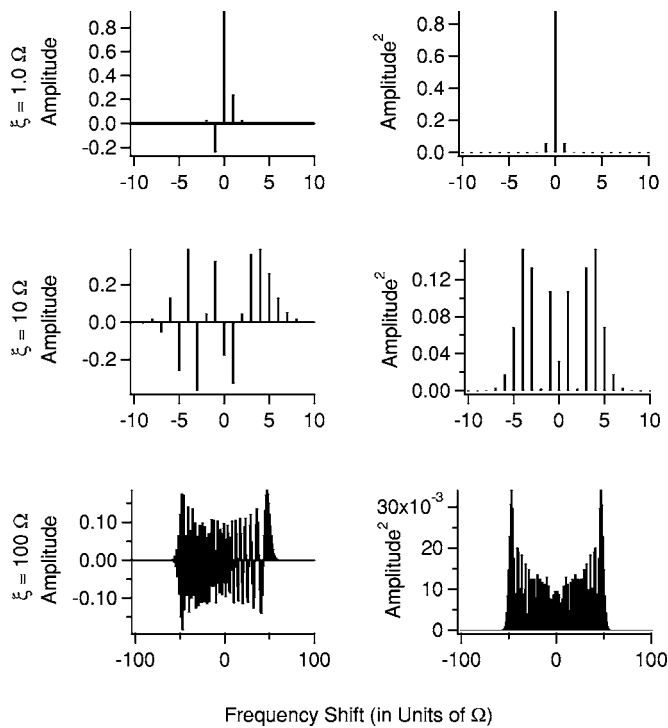 ξ = 1.0 Ω
Amplitude
0.8
0.6
0.4
0.2
0.0
-0.2
-10 -5 0 5 10
Amplitude²
0.8
0.6
0.4
0.2
0.0
-10 -5 0 5 10
ξ = 10 Ω
Amplitude
0.2
0.0
-0.2
-10 -5 0 5 10
Amplitude²
0.12
0.08
0.04
0.00
-10 -5 0 5 10
ξ = 100 Ω
Amplitude
0.10
0.00
-0.10
-100 0 100
Amplitude²
30x10⁻³
20
10
0
-100 0 100
Frequency Shift (in Units of Ω)